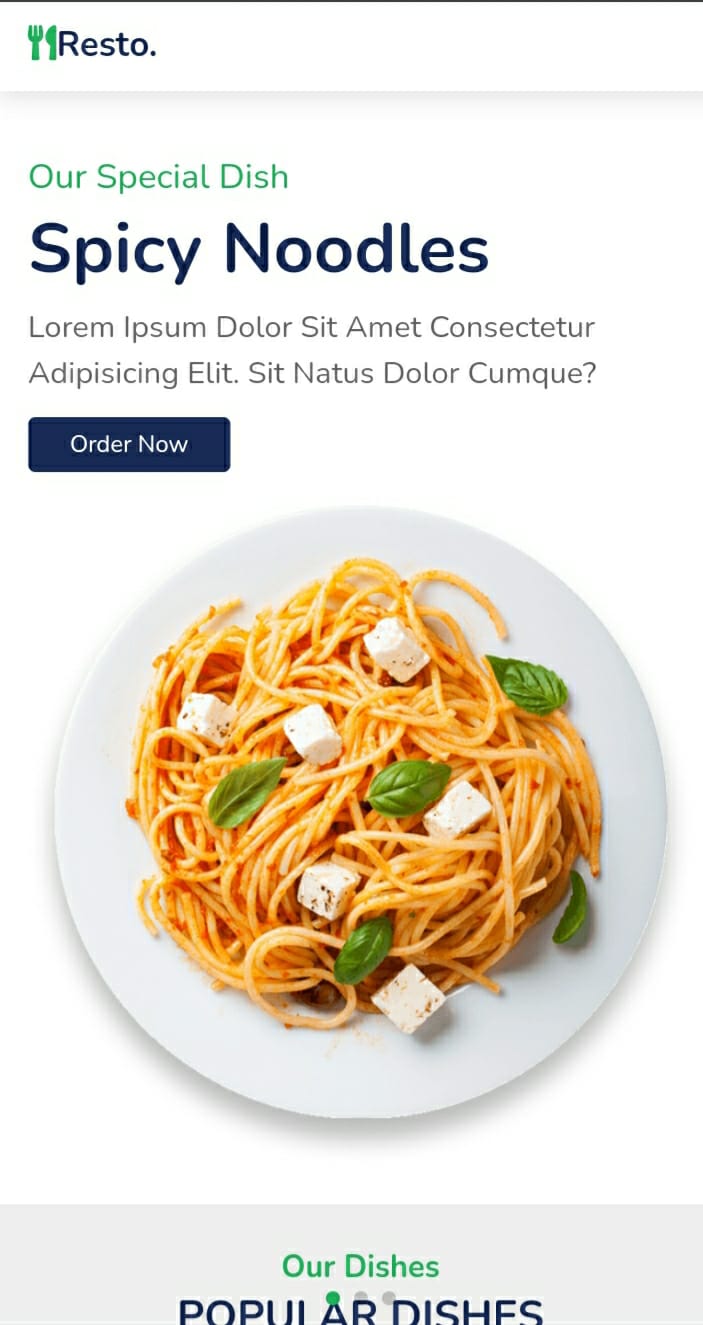 Resto.
Our Special Dish
Spicy Noodles
Lorem Ipsum Dolor Sit Amet Consectetur
Adipisicing Elit. Sit Natus Dolor Cumque?
Order Now
Our Dishes
POPULAR DISHES